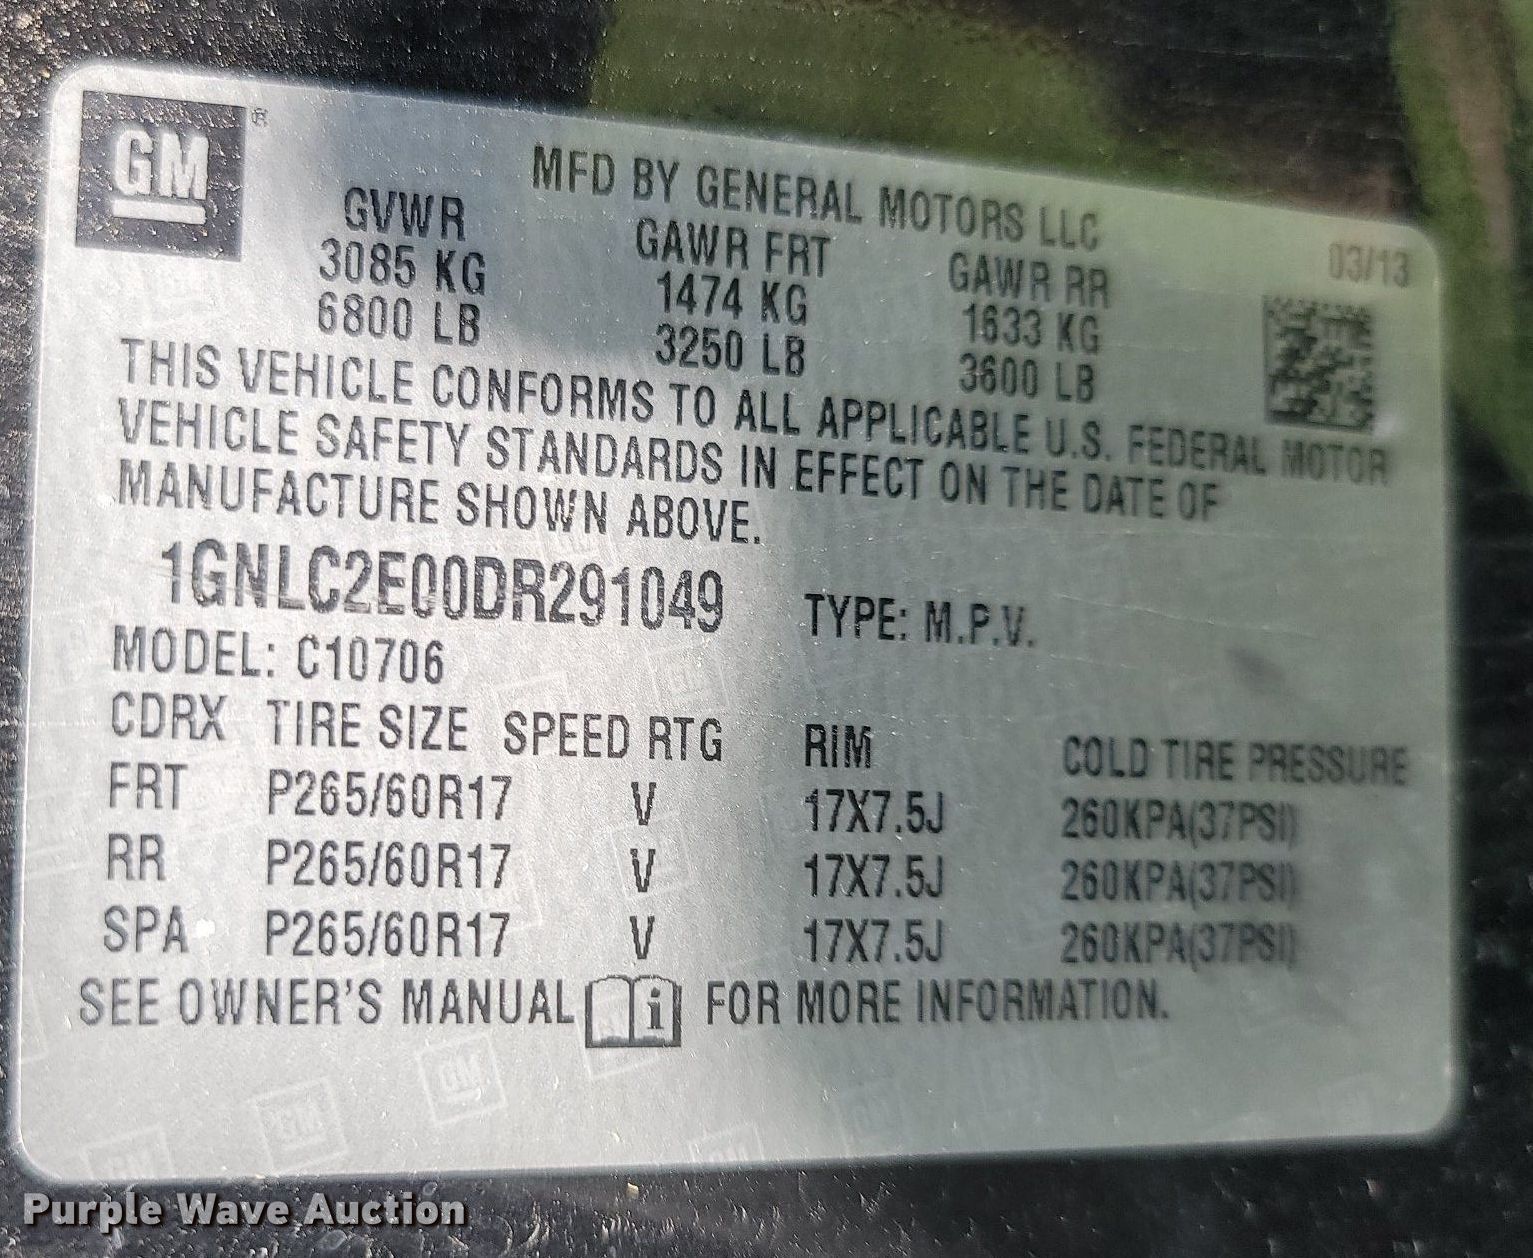 GM ®
MFD BY GENERAL MOTORS LLC
03/13
GVWR GAWR FRT GAWR RR
3085 KG 1474 KG 1633 KG
6800 LB 3250 LB 3600 LB
THIS VEHICLE CONFORMS TO ALL APPLICABLE U.S. FEDERAL MOTOR
VEHICLE SAFETY STANDARDS IN EFFECT ON THE DATE OF
MANUFACTURE SHOWN ABOVE.
1GNLC2E00DR291049 TYPE: M.P.V.
MODEL: C10706
CDRX TIRE SIZE SPEED RTG RIM COLD TIRE PRESSURE
FRT P265/60R17 V 17X7.5J 260KPA(37PSI)
RR P265/60R17 V 17X7.5J 260KPA(37PSI)
SPA P265/60R17 V 17X7.5J 260KPA(37PSI)
SEE OWNER'S MANUAL i FOR MORE INFORMATION.
GM
GM
GM
Purple Wave Auction